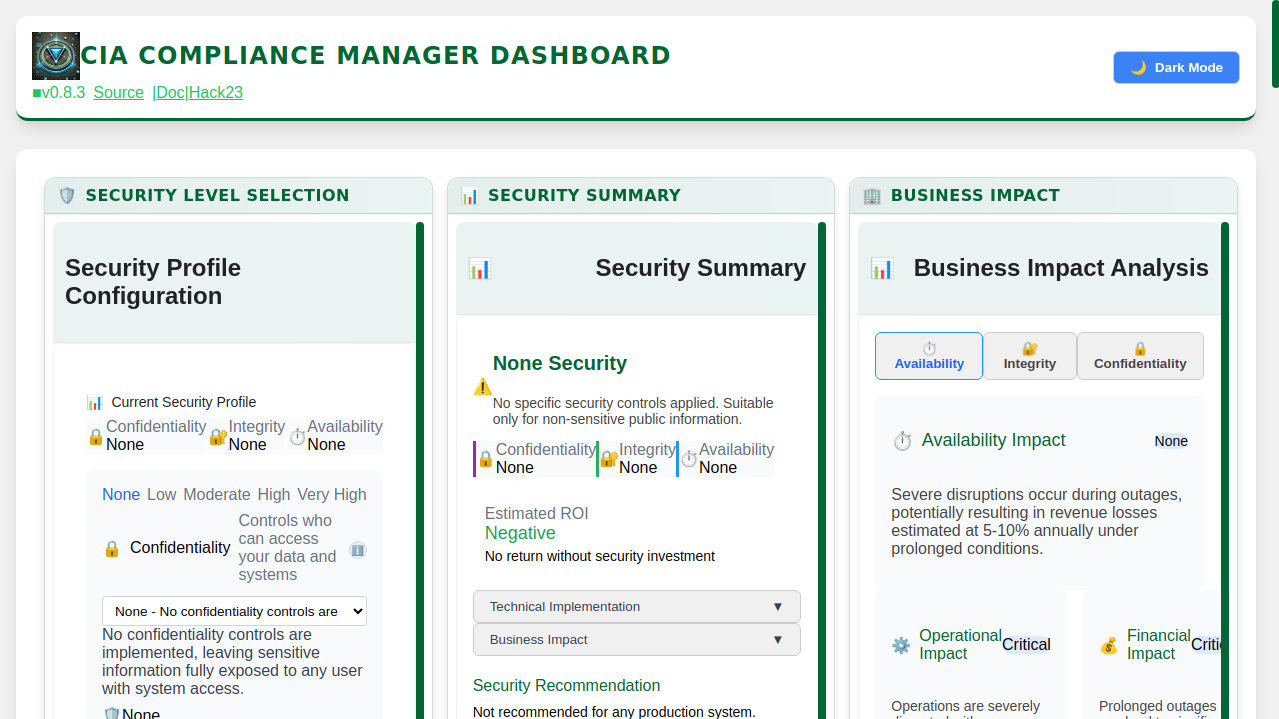 CIA COMPLIANCE MANAGER DASHBOARD
v0.8.3 Source |Doc|Hack23
Dark Mode
SECURITY LEVEL SELECTION
Security Profile
Configuration
Current Security Profile
Confidentiality Integrity Availability
None None None
None Low Moderate High Very High
Confidentiality
Controls who
can access
your data and
systems
None - No confidentiality controls are
No confidentiality controls are
implemented, leaving sensitive
information fully exposed to any user
with system access.
None
SECURITY SUMMARY
Security Summary
None Security
No specific security controls applied. Suitable
only for non-sensitive public information.
Confidentiality Integrity Availability
None None None
Estimated ROI
Negative
No return without security investment
Technical Implementation ▼
Business Impact ▼
Security Recommendation
Not recommended for any production system.
BUSINESS IMPACT
Business Impact Analysis
Availability Integrity Confidentiality
Availability Impact None
Severe disruptions occur during outages,
potentially resulting in revenue losses
estimated at 5-10% annually under
prolonged conditions.
Operational
Impact
Critical
Operations are severely
Financial
Impact
Prolonged outages